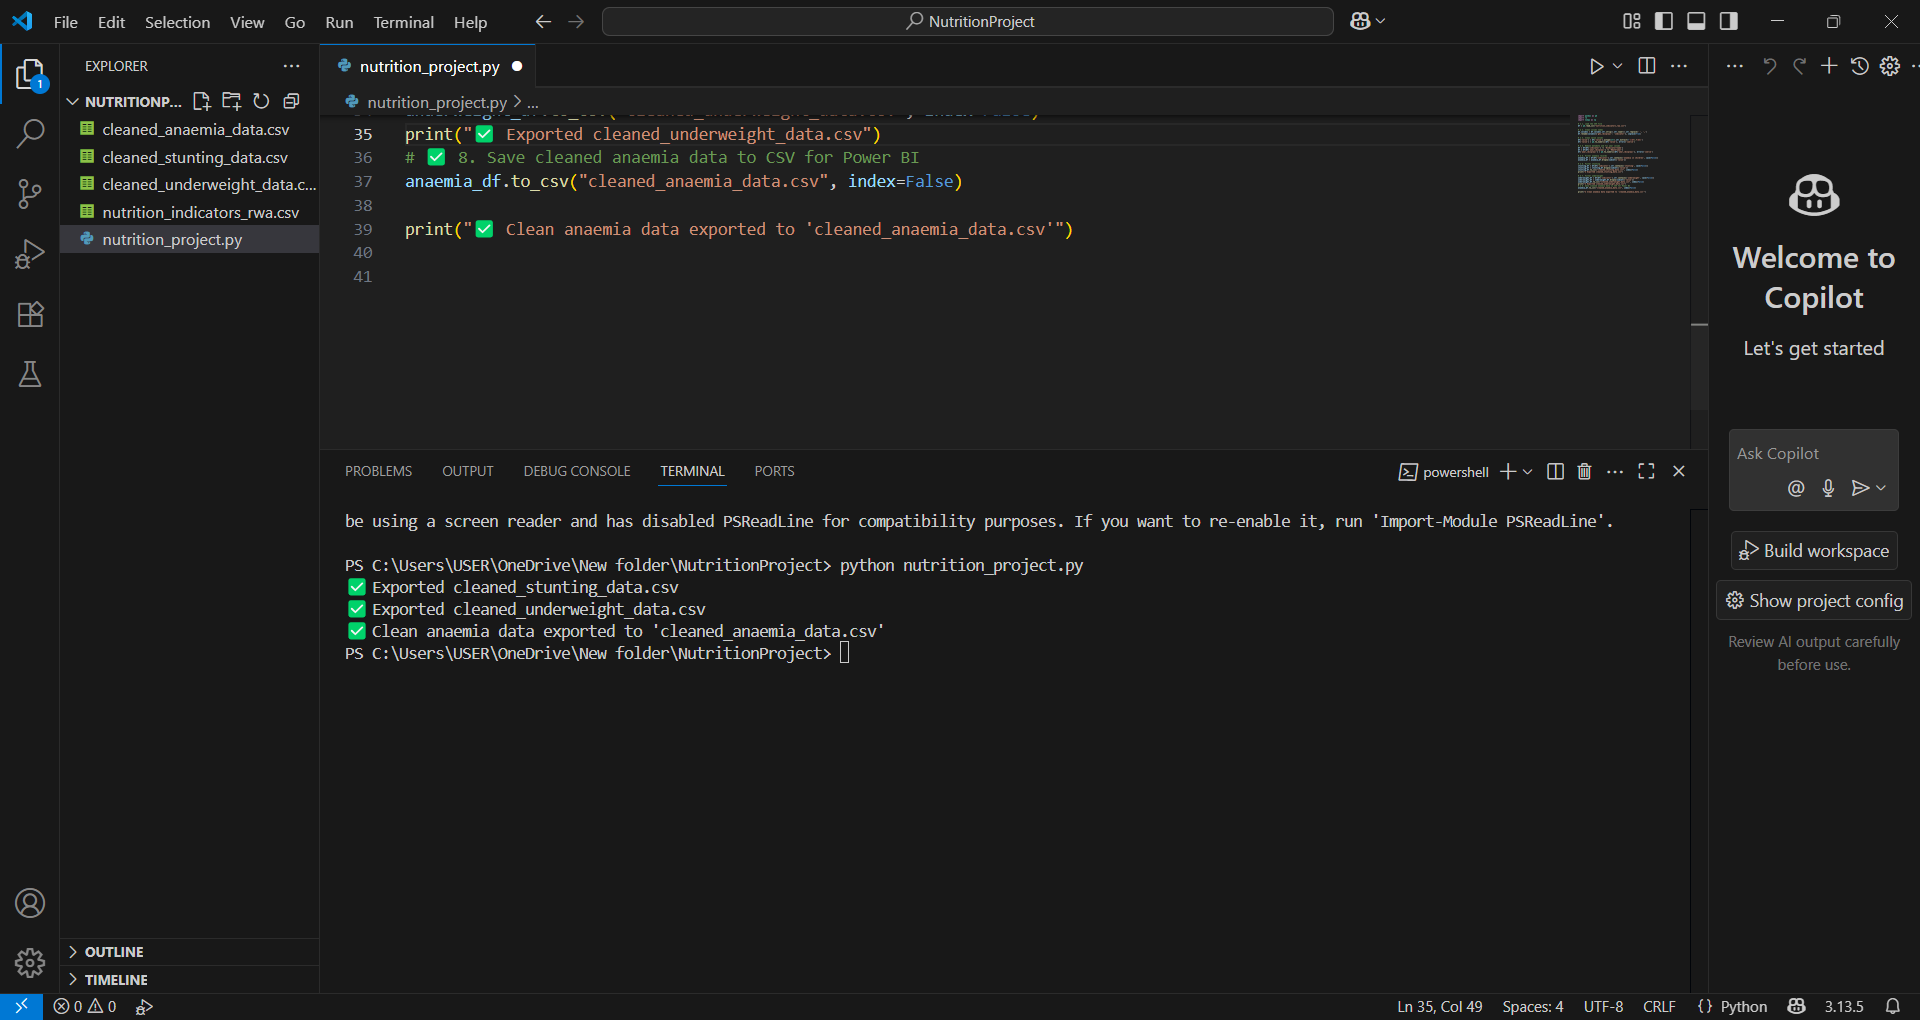 File Edit Selection View Go Run Terminal Help
NutritionProject
EXPLORER
1
NUTRITIONP...
cleaned_anaemia_data.csv
cleaned_stunting_data.csv
cleaned_underweight_data.c...
nutrition_indicators_rwa.csv
nutrition_project.py
OUTLINE
TIMELINE
nutrition_project.py
nutrition_project.py > ...
35 print("✅ Exported cleaned_underweight_data.csv")
36 # ✅ 8. Save cleaned anaemia data to CSV for Power BI
37 anaemia_df.to_csv("cleaned_anaemia_data.csv", index=False)
38
39 print("✅ Clean anaemia data exported to 'cleaned_anaemia_data.csv'")
40
41
PROBLEMS OUTPUT DEBUG CONSOLE TERMINAL PORTS
powershell
be using a screen reader and has disabled PSReadLine for compatibility purposes. If you want to re-enable it, run 'Import-Module PSReadLine'.
PS C:\Users\USER\OneDrive\New folder\NutritionProject> python nutrition_project.py
✅ Exported cleaned_stunting_data.csv
✅ Exported cleaned_underweight_data.csv
✅ Clean anaemia data exported to 'cleaned_anaemia_data.csv'
PS C:\Users\USER\OneDrive\New folder\NutritionProject>
Welcome to
Copilot
Let's get started
Ask Copilot
Build workspace
Show project config
Review AI output carefully
before use.
0 0
Ln 35, Col 49 Spaces: 4 UTF-8 CRLF {} Python 3.13.5